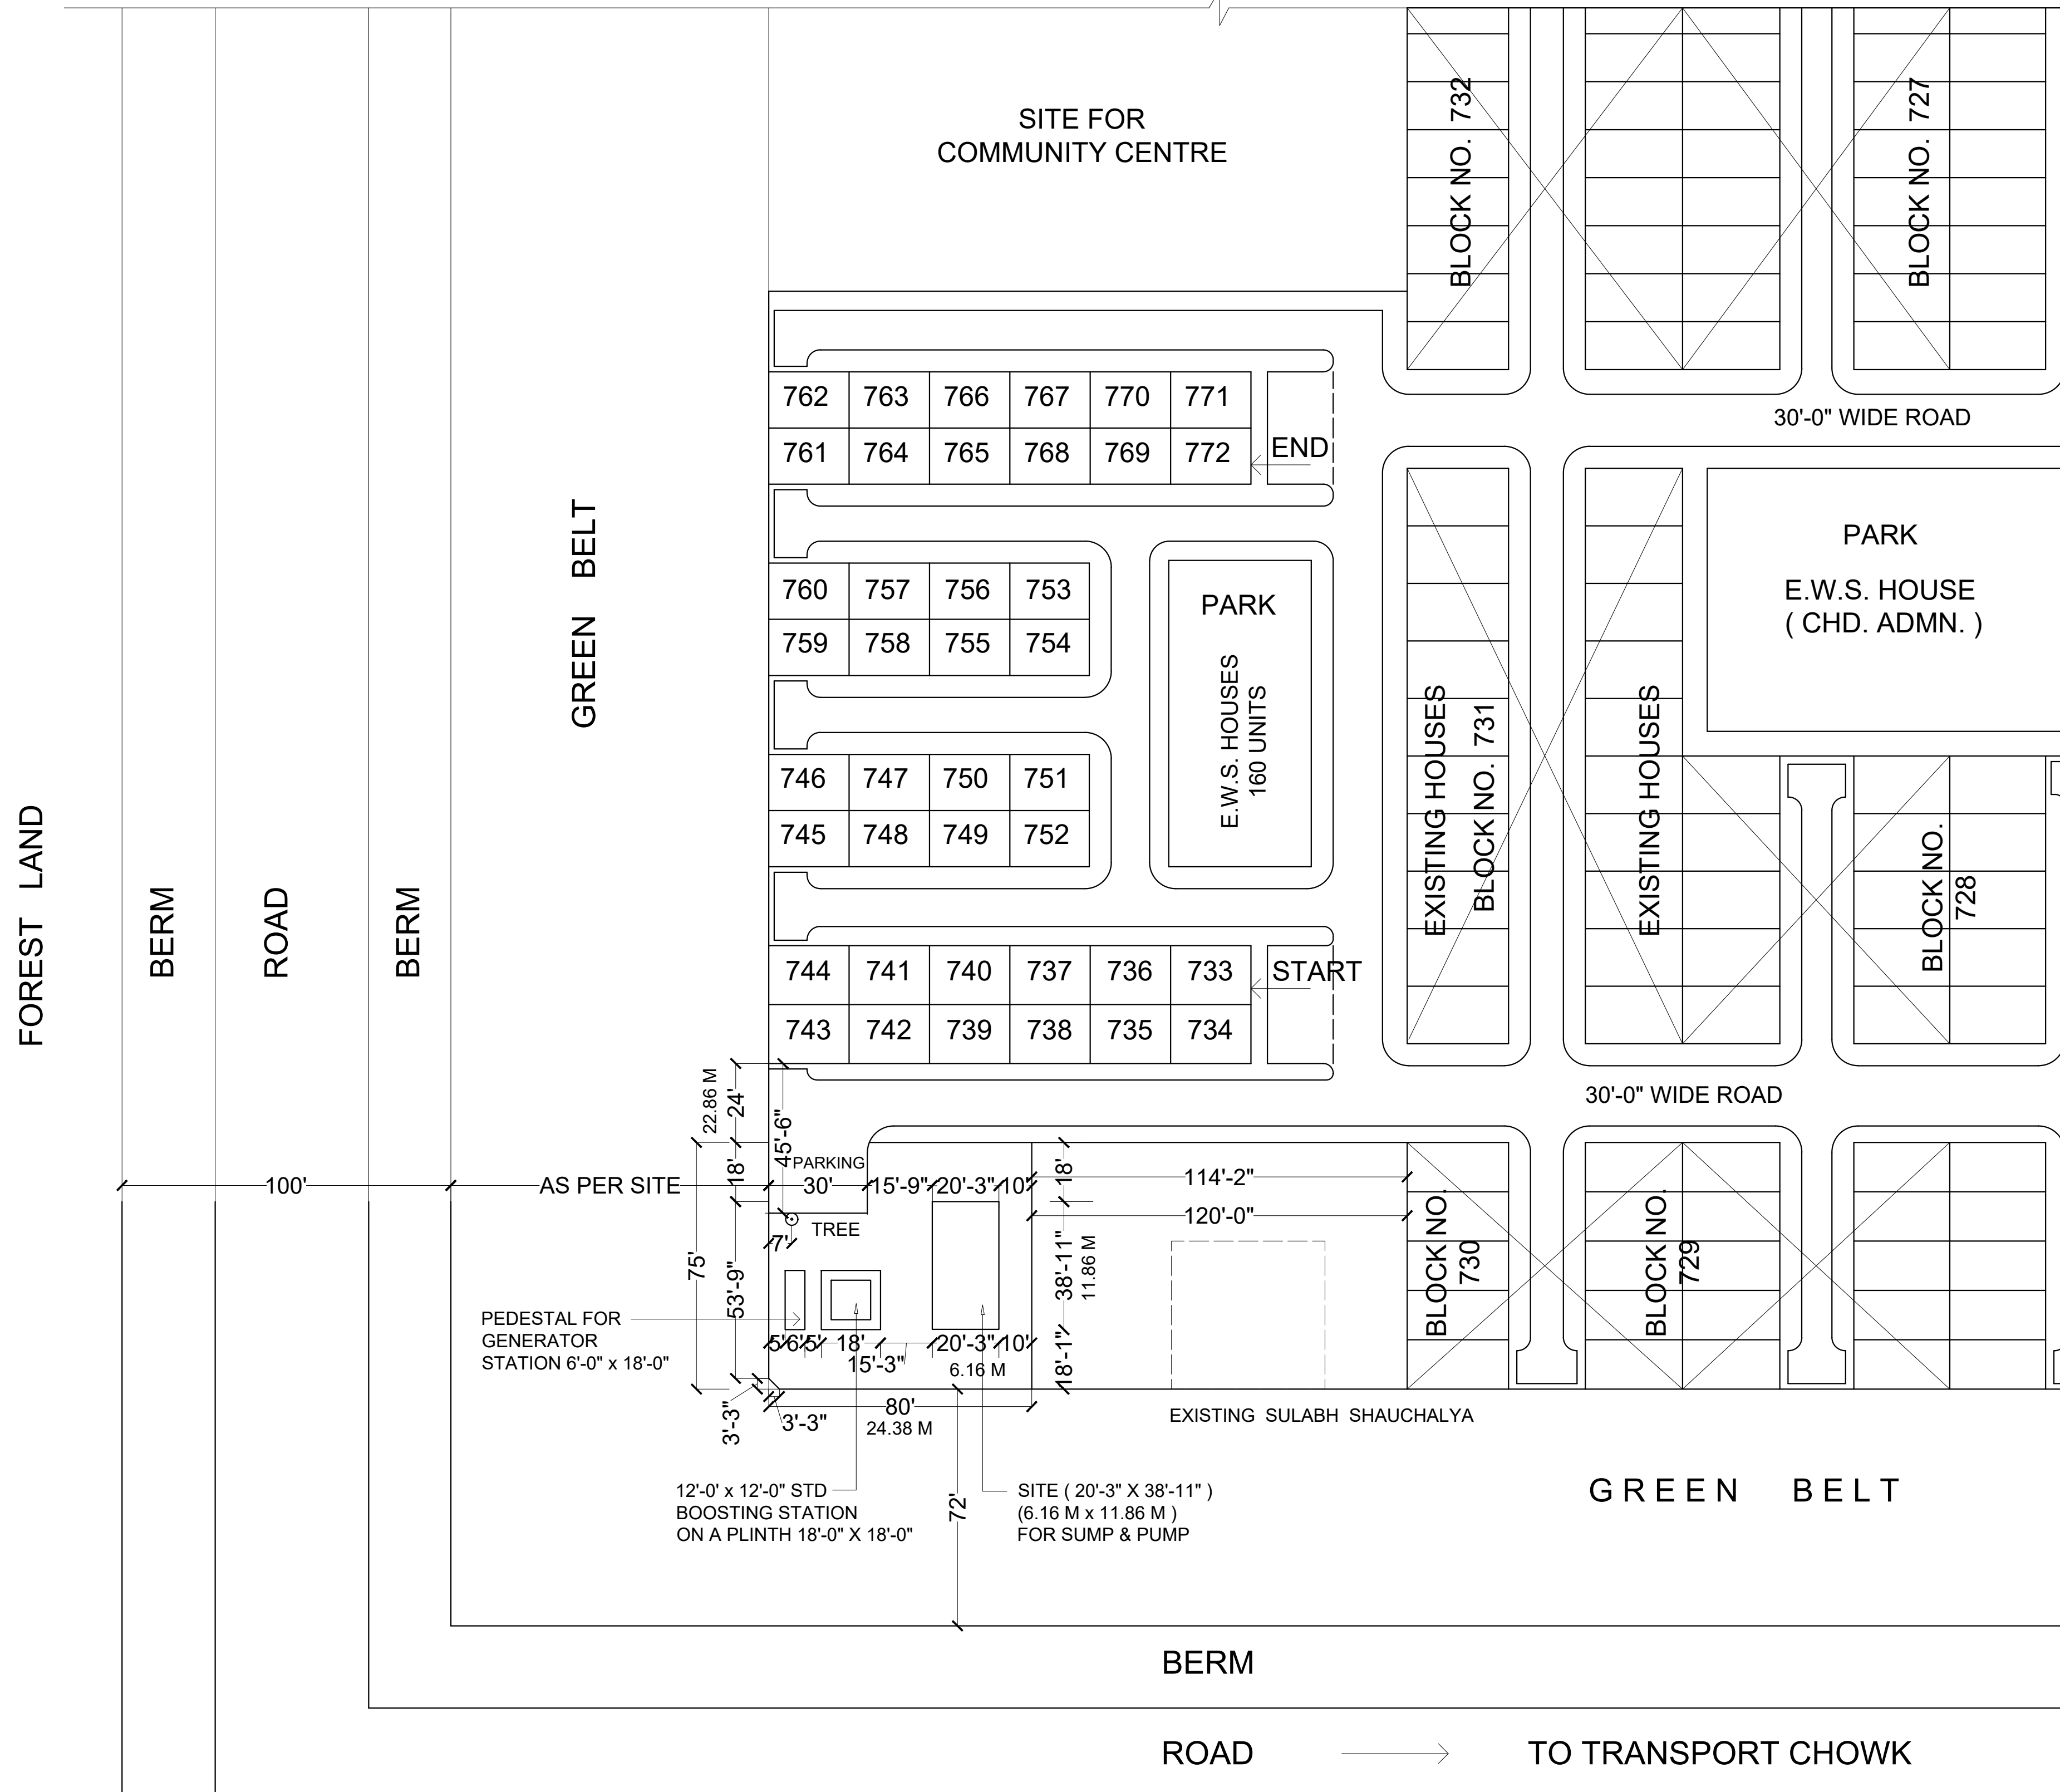 SITE FOR
COMMUNITY CENTRE
BLOCK NO. 732
BLOCK NO. 727
30'-0" WIDE ROAD
762 763 766 767 770 771
761 764 765 768 769 772
END
GREEN BELT
760 757 756 753
759 758 755 754
PARK
E.W.S. HOUSES
160 UNITS
PARK
E.W.S. HOUSE
( CHD. ADMN. )
EXISTING HOUSES
BLOCK NO. 731
EXISTING HOUSES
746 747 750 751
745 748 749 752
BLOCK NO.
728
FOREST LAND
BERM
ROAD
BERM
744 741 740 737 736 733
START
743 742 739 738 735 734
30'-0" WIDE ROAD
22.86 M
24'
45'-6"
18'
PARKING
100'
AS PER SITE
30'
15'-9"
20'-3"
10'
18'
114'-2"
120'-0"
TREE
7'
75'
53'-9"
38'-11"
11.86 M
BLOCK NO.
730
BLOCK NO.
729
PEDESTAL FOR
GENERATOR
STATION 6'-0" x 18'-0"
5' 6' 5' 18'
15'-3"
20'-3"
10'
6.16 M
18'-1"
3'-3"
3'-3"
80'
24.38 M
EXISTING SULABH SHAUCHALYA
12'-0' x 12'-0" STD
BOOSTING STATION
ON A PLINTH 18'-0" X 18'-0"
72'
SITE ( 20'-3" X 38'-11" )
(6.16 M x 11.86 M )
FOR SUMP & PUMP
GREEN BELT
BERM
ROAD
TO TRANSPORT CHOWK